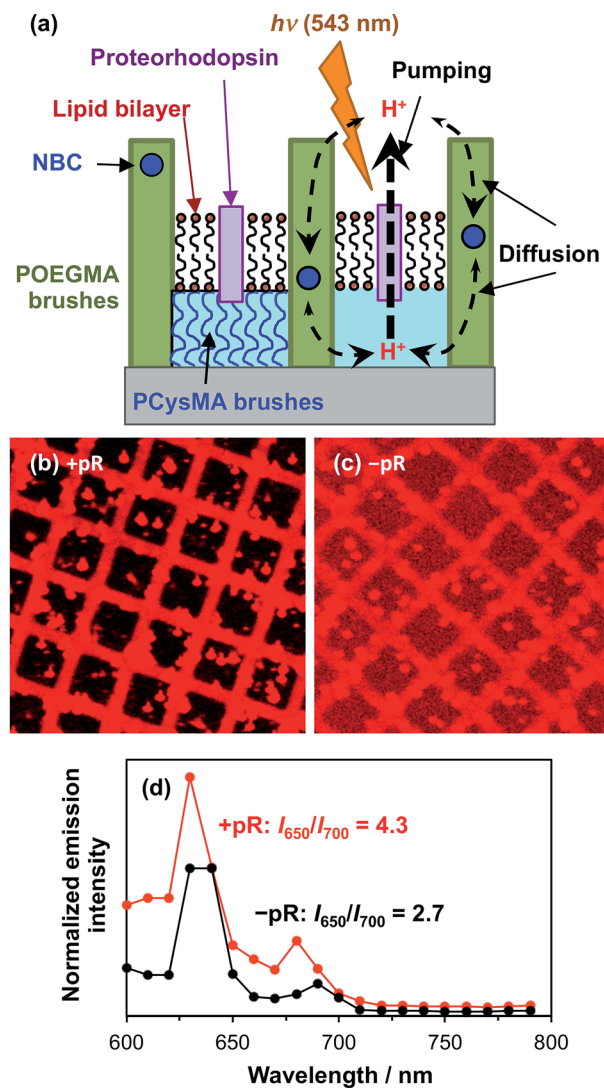 (a)
hν (543 nm)
Proteorhodopsin
Pumping
Lipid bilayer
H⁺
NBC
Diffusion
POEGMA
brushes
H⁺
PCysMA brushes
(b) +pR
(c) −pR
(d)
+pR: I₆₅₀/I₇₀₀ = 4.3
−pR: I₆₅₀/I₇₀₀ = 2.7
Normalized emission
intensity
600
650
700
750
800
Wavelength / nm